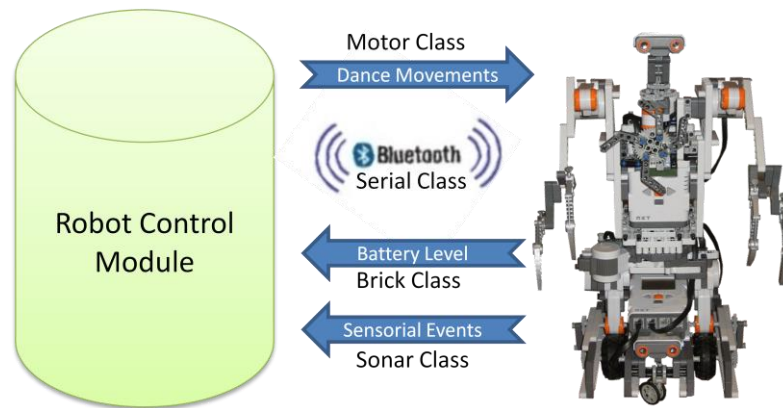 Motor Class
Dance Movements
Bluetooth
Serial Class
Robot Control
Module
Battery Level
Brick Class
Sensorial Events
Sonar Class
NXT